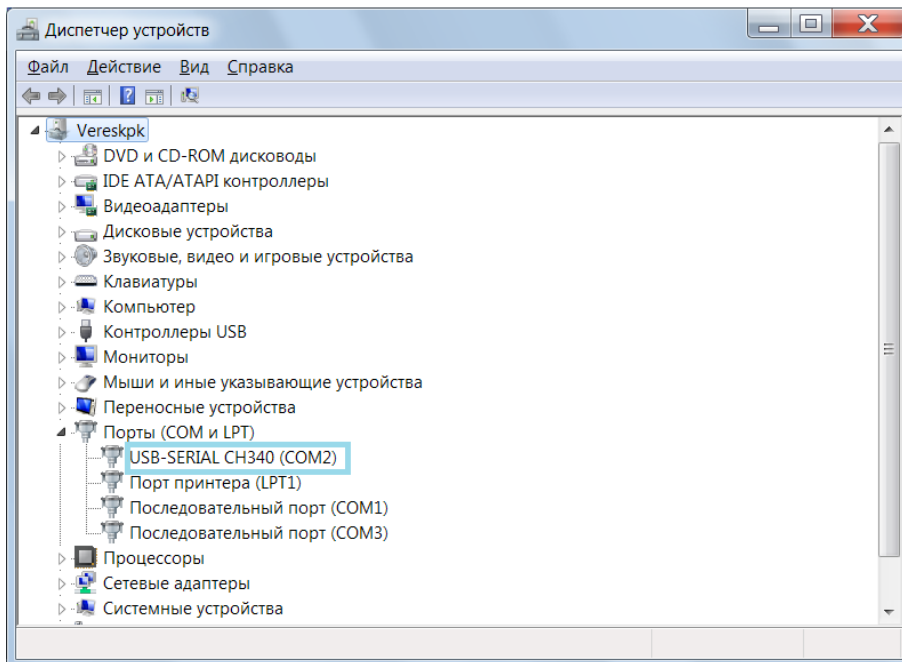 Диспетчер устройств
Файл Действие Вид Справка
Vereskpk
DVD и CD-ROM дисководы
IDE ATA/ATAPI контроллеры
Видеоадаптеры
Дисковые устройства
Звуковые, видео и игровые устройства
Клавиатуры
Компьютер
Контроллеры USB
Мониторы
Мыши и иные указывающие устройства
Переносные устройства
Порты (COM и LPT)
USB-SERIAL CH340 (COM2)
Порт принтера (LPT1)
Последовательный порт (COM1)
Последовательный порт (COM3)
Процессоры
Сетевые адаптеры
Системные устройства